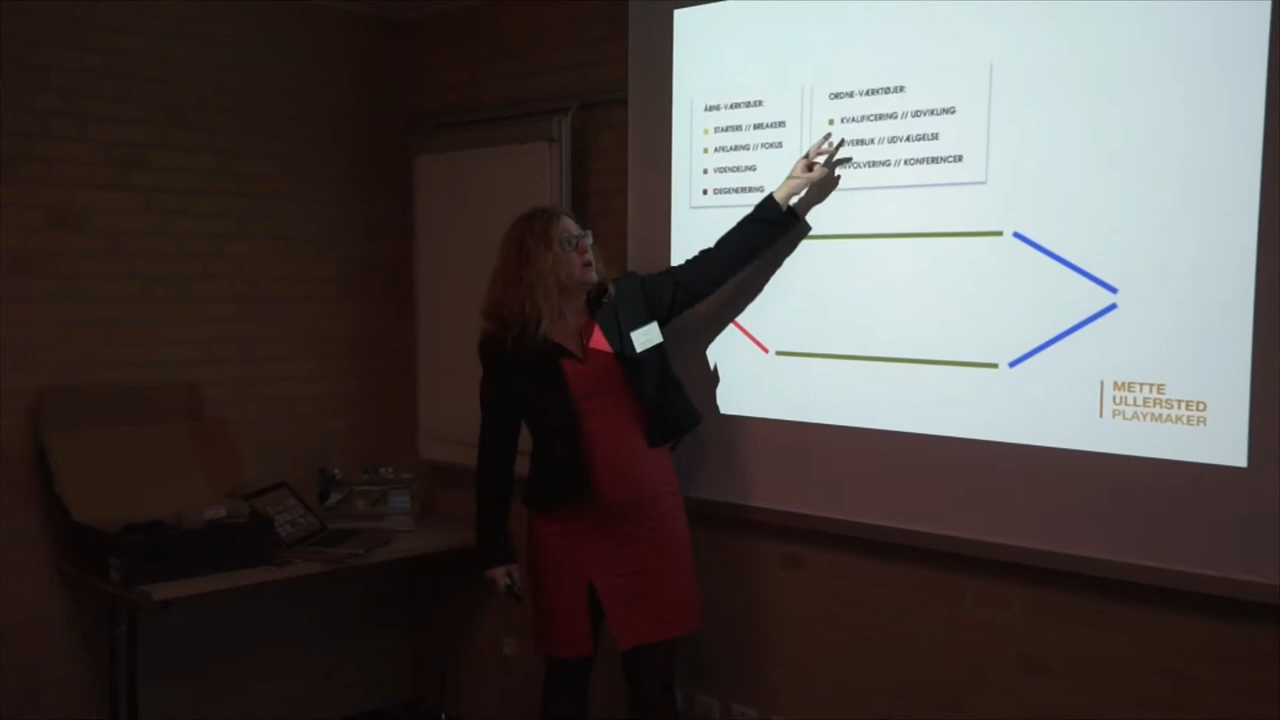 ÅBNE-VÆRKTØJER:
STARTERS // BREAKERS
AFKLARING // FOKUS
VIDENDELING
IDEGENERERING
ORDNE-VÆRKTØJER:
KVALIFICERING // UDVIKLING
OVERBLIK // UDVÆLGELSE
INVOLVERING // KONFERENCER
METTE
ULLERSTED
PLAYMAKER